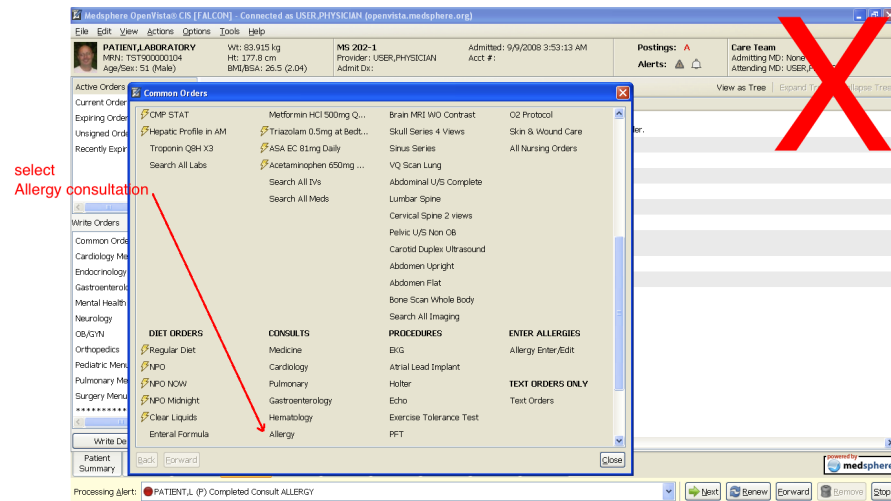 Medsphere OpenVista® CIS [FALCON] - Connected as USER,PHYSICIAN (openvista.medsphere.org)
File Edit View Actions Options Tools Help
PATIENT,LABORATORY
MRN: TST900000104
Age/Sex: 51 (Male)
Wt: 83.915 kg
Ht: 177.8 cm
BMI/BSA: 26.5 (2.04)
MS 202-1
Provider: USER,PHYSICIAN
Admit Dx:
Admitted: 9/9/2008 3:53:13 AM
Acct #:
Postings: A
Alerts:
Care Team
Admitting MD: None
Attending MD: USER,P
Active Orders
Current Order
Expiring Order
Unsigned Orde
Recently Expir
View as Tree Expand Tr lapse Tree
ler.
Common Orders
CMP STAT Metformin HCl 500mg Q... Brain MRI WO Contrast O2 Protocol
Hepatic Profile in AM Triazolam 0.5mg at Bedt... Skull Series 4 Views Skin & Wound Care
Troponin Q8H X3 ASA EC 81mg Daily Sinus Series All Nursing Orders
Search All Labs Acetaminophen 650mg ... VQ Scan Lung
Search All IVs Abdominal U/S Complete
Search All Meds Lumbar Spine
Cervical Spine 2 views
Pelvic U/S Non OB
Carotid Duplex Ultrasound
Abdomen Upright
Abdomen Flat
Bone Scan Whole Body
Search All Imaging
DIET ORDERS CONSULTS PROCEDURES ENTER ALLERGIES
Regular Diet Medicine EKG Allergy Enter/Edit
NPO Cardiology Atrial Lead Implant
NPO NOW Pulmonary Holter TEXT ORDERS ONLY
NPO Midnight Gastroenterology Echo Text Orders
Clear Liquids Hematology Exercise Tolerance Test
Enteral Formula Allergy PFT
Back Forward Close
select
Allergy consultation
Write Orders
Common Orde
Cardiology Me
Endocrinology
Gastroenterol
Mental Health
Neurology
OB/GYN
Orthopedics
Pediatric Menu
Pulmonary Me
Surgery Menu
**********
Write De
Patient
Summary
powered by
medsphere
Processing Alert: PATIENT,L (P) Completed Consult ALLERGY Next Renew Forward Remove Stop